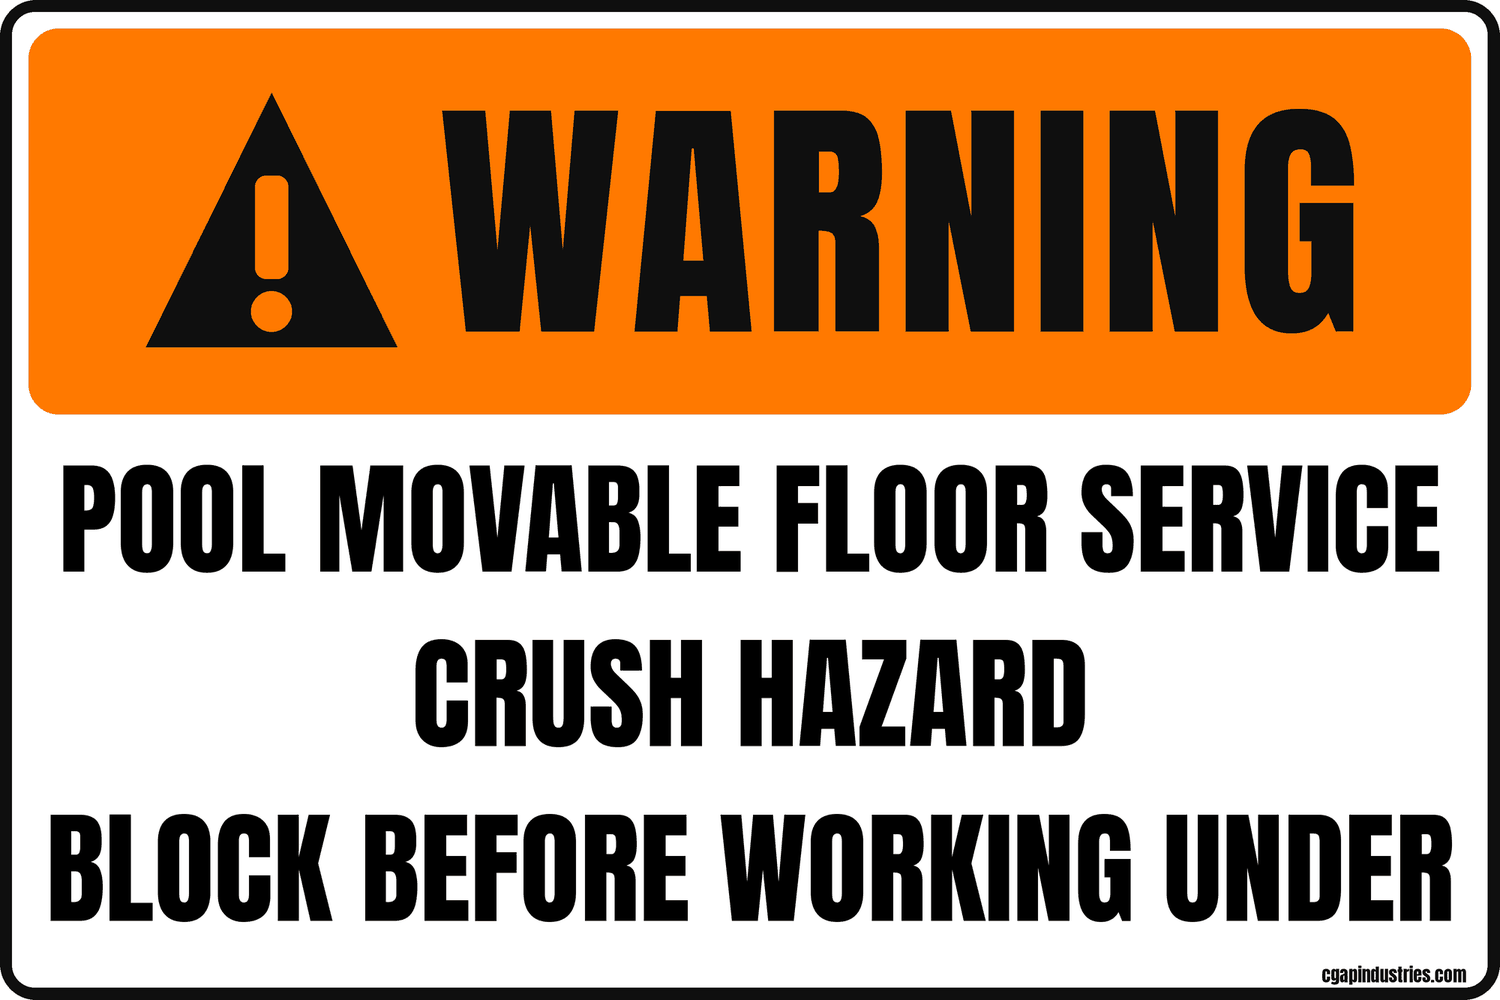 WARNING
POOL MOVABLE FLOOR SERVICE
CRUSH HAZARD
BLOCK BEFORE WORKING UNDER
cgapindustries.com